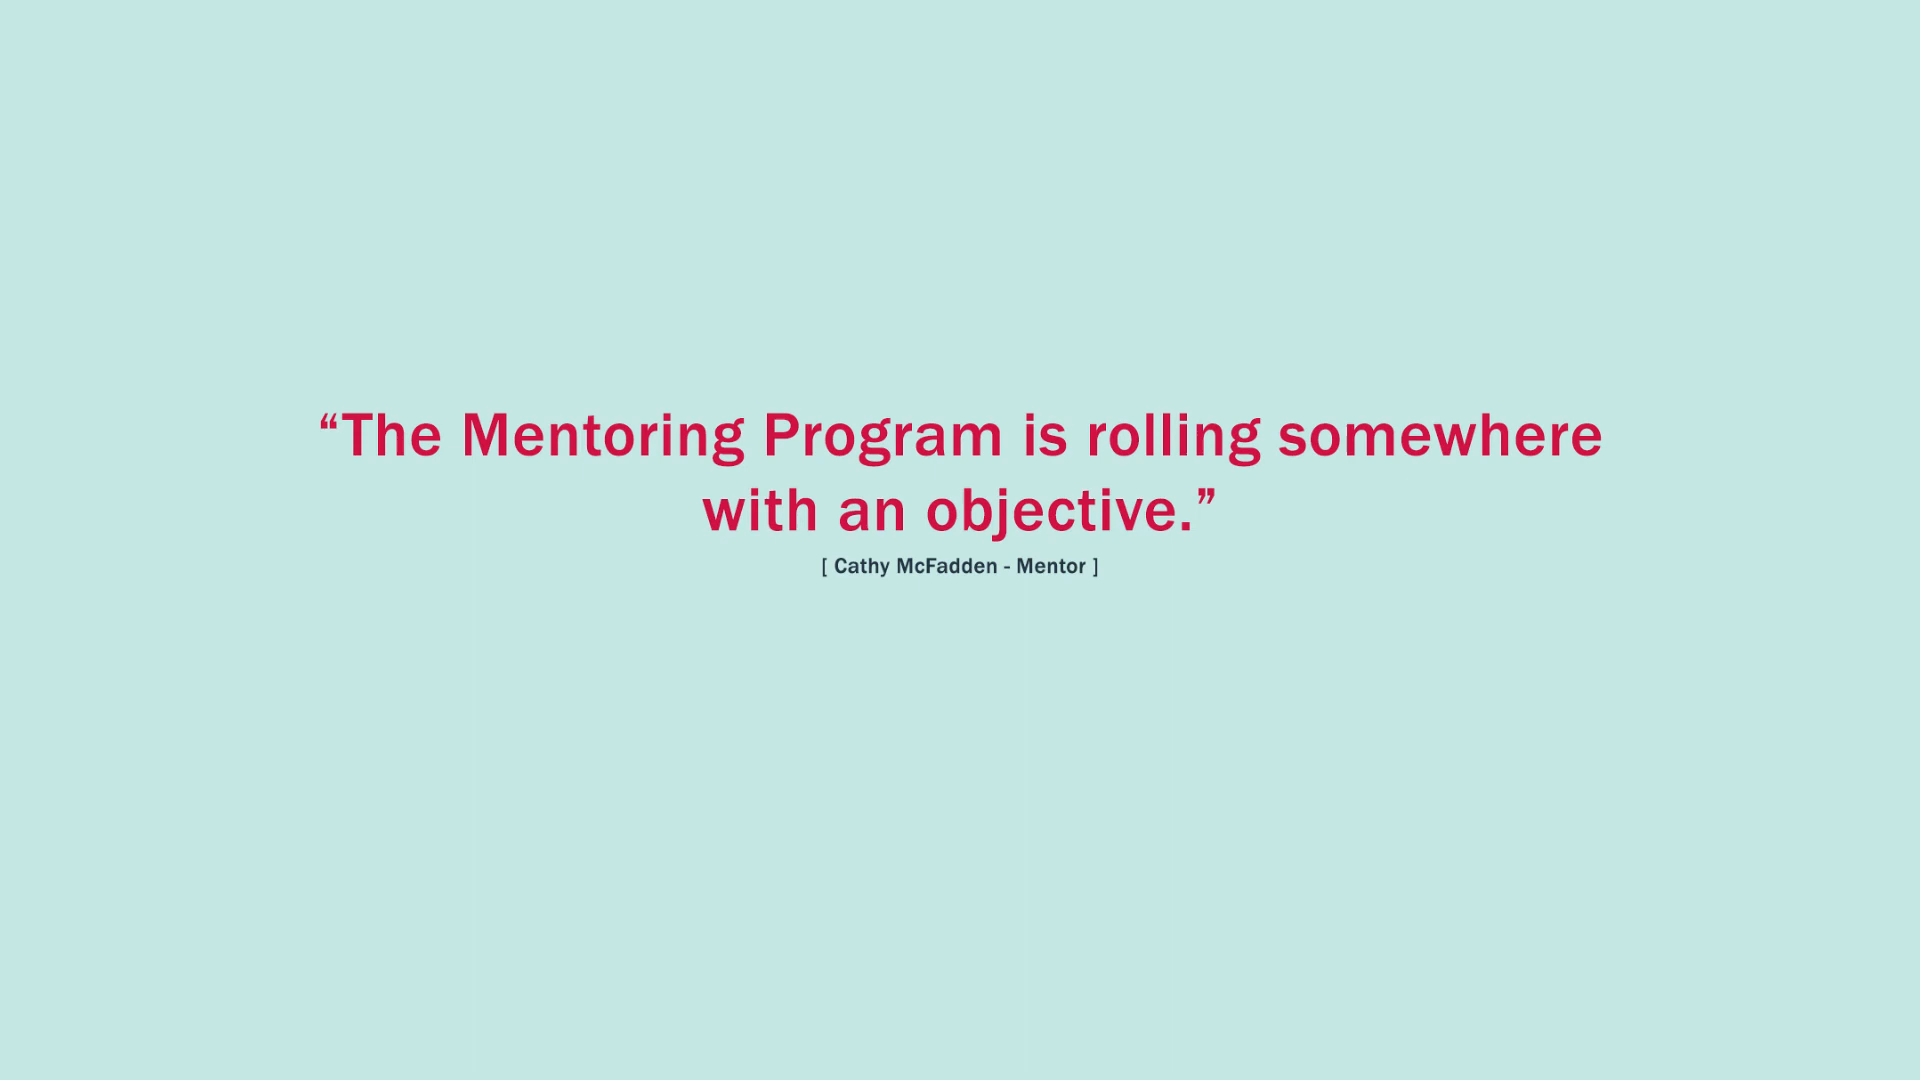 “The Mentoring Program is rolling somewhere
with an objective.”
[ Cathy McFadden - Mentor ]